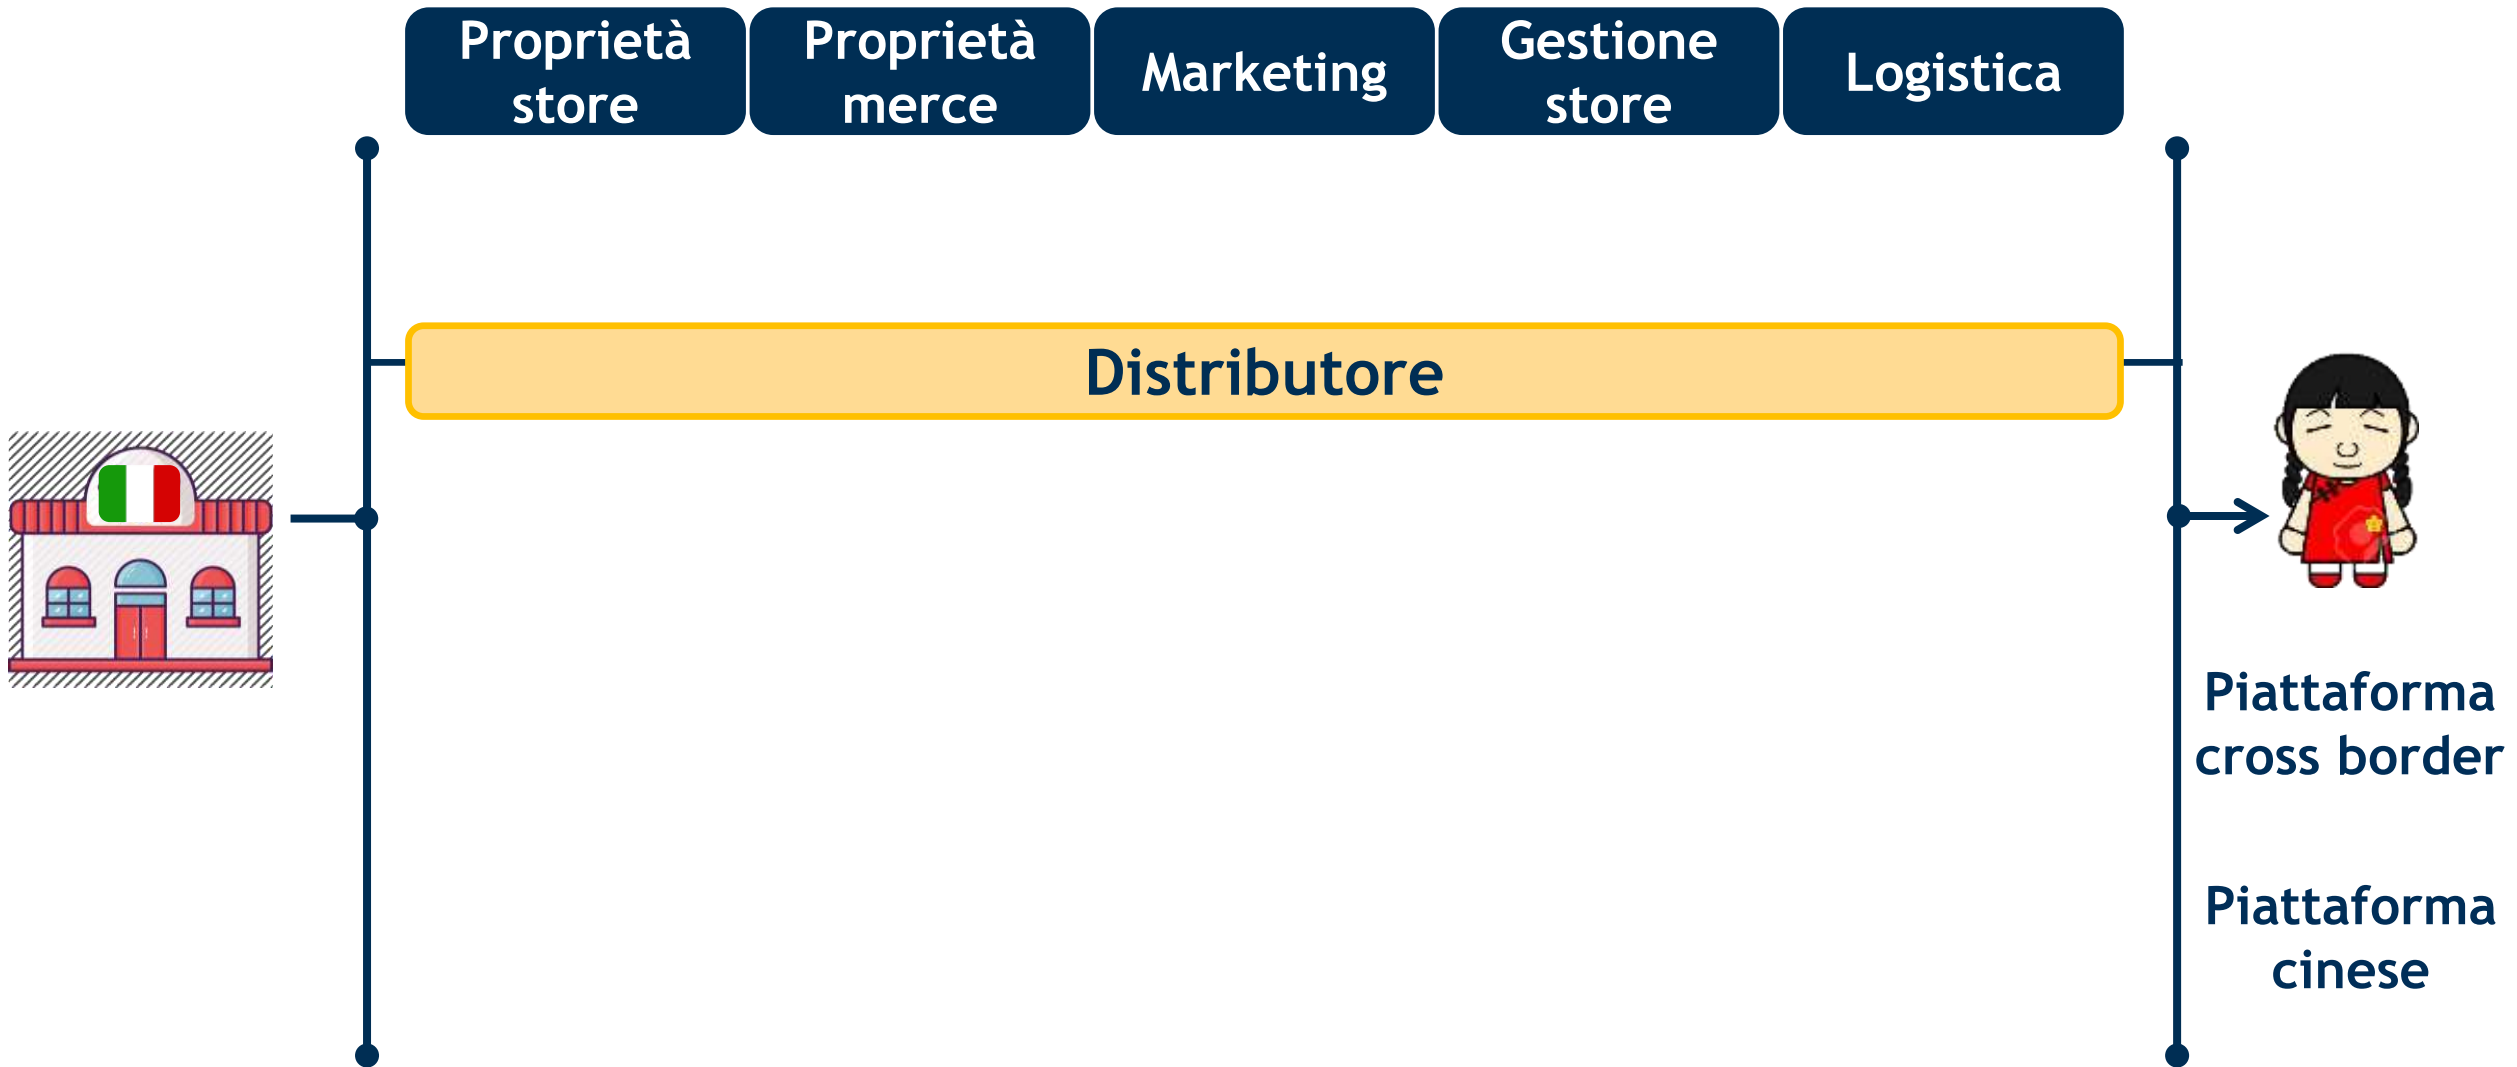 Proprietà
store
Proprietà
merce
Marketing
Gestione
store
Logistica
Distributore
Piattaforma
cross border
Piattaforma
cinese